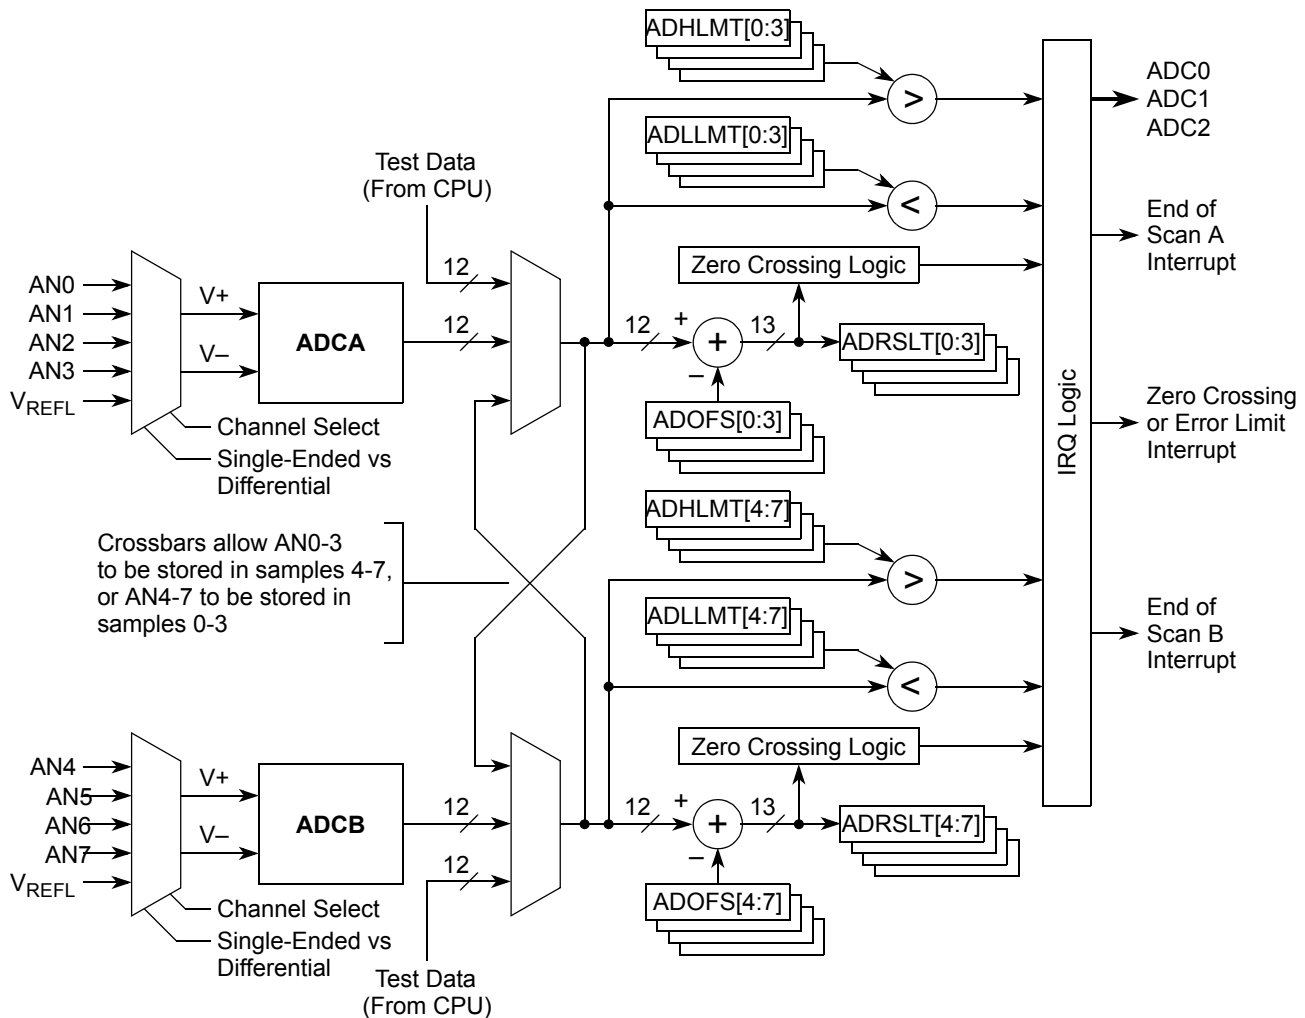 ADHLMT[0:3]
>
ADC0
ADC1
ADC2
ADLLMT[0:3]
<
Test Data
(From CPU)
End of
Scan A
Interrupt
12
Zero Crossing Logic
AN0
AN1
AN2
AN3
VREFL
V+
V–
ADCA
12
12
+
+
–
13
ADRSLT[0:3]
ADOFS[0:3]
Channel Select
Single-Ended vs
Differential
IRQ Logic
Zero Crossing
or Error Limit
Interrupt
ADHLMT[4:7]
>
Crossbars allow AN0-3
to be stored in samples 4-7,
or AN4-7 to be stored in
samples 0-3
ADLLMT[4:7]
<
End of
Scan B
Interrupt
Zero Crossing Logic
AN4
AN5
AN6
AN7
VREFL
V+
V–
ADCB
12
12
12
+
+
–
13
ADRSLT[4:7]
ADOFS[4:7]
Channel Select
Single-Ended vs
Differential
Test Data
(From CPU)